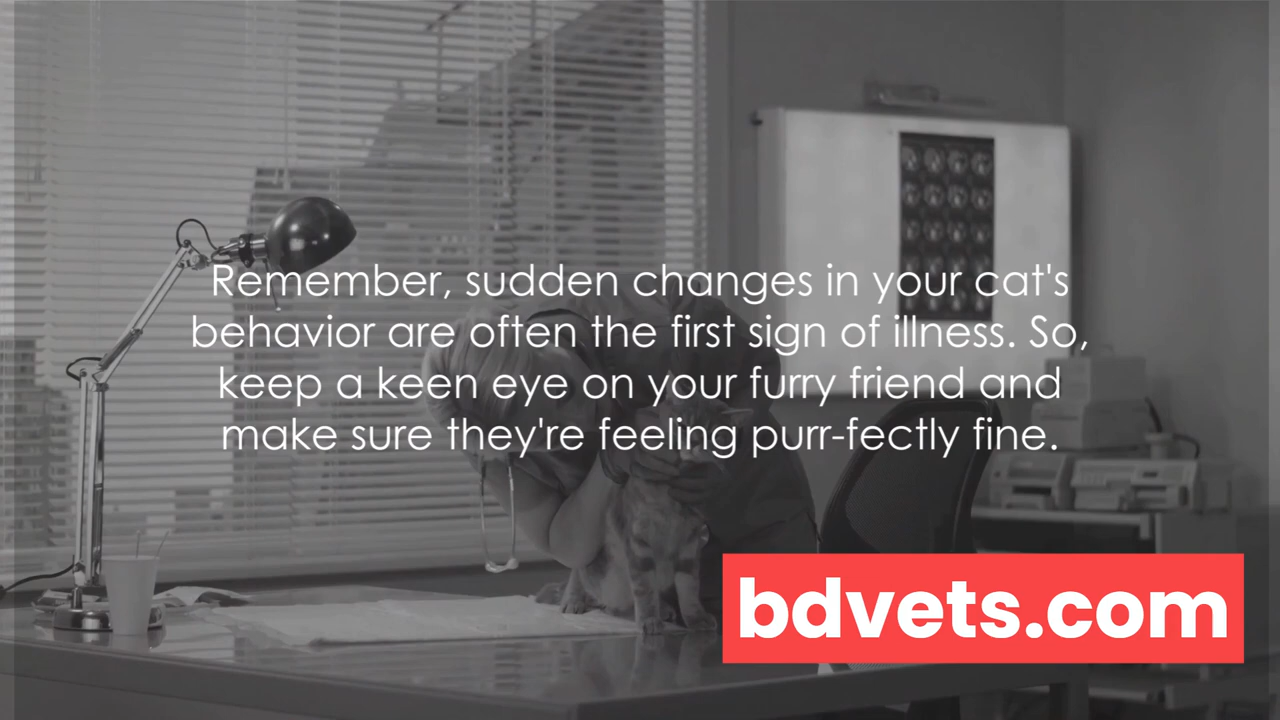 Remember, sudden changes in your cat's
behavior are often the first sign of illness. So,
keep a keen eye on your furry friend and
make sure they're feeling purr-fectly fine.
bdvets.com